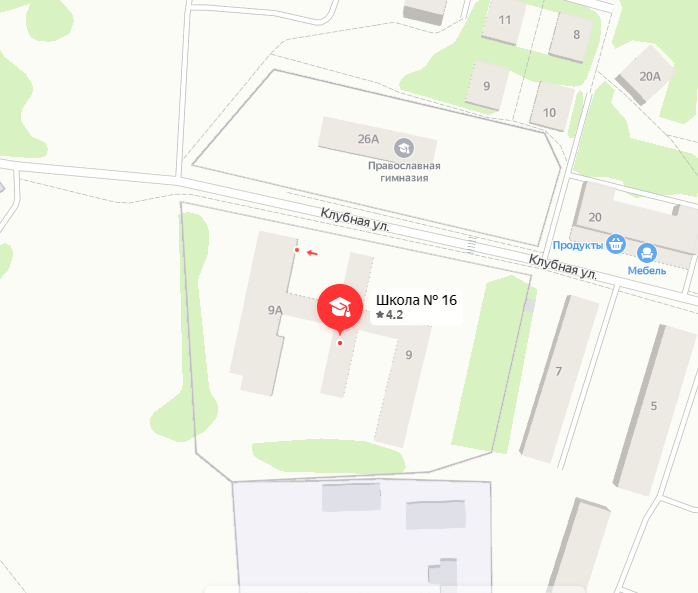 11
8
20А
9
10
26А
Православная
гимназия
Клубная ул.
20
Продукты
Мебель
Клубная ул.
Школа № 16
4.2
9А
9
7
5